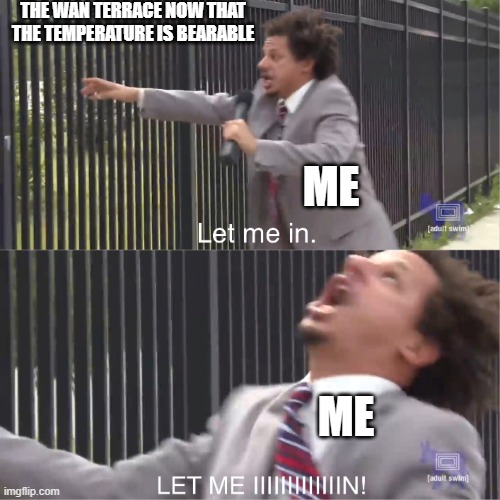 THE WAN TERRACE NOW THAT
THE TEMPERATURE IS BEARABLE
ME
Let me in.
[adult swim]
ME
LET ME IIIIIIIIIIIIIN!
[adult swim]
imgflip.com